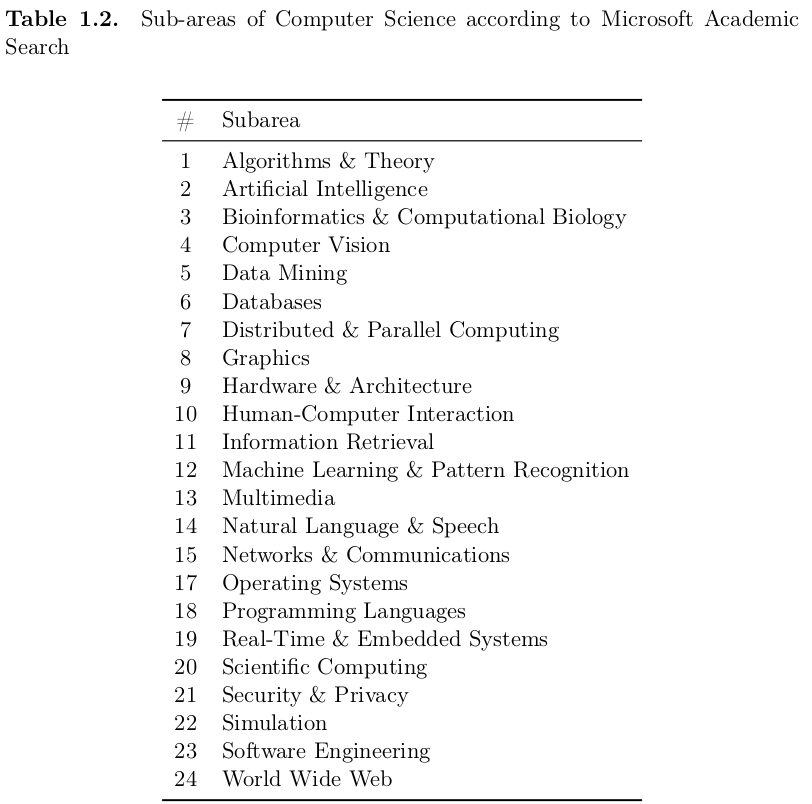 Table 1.2. Sub-areas of Computer Science according to Microsoft Academic
Search
# Subarea
1 Algorithms & Theory
2 Artificial Intelligence
3 Bioinformatics & Computational Biology
4 Computer Vision
5 Data Mining
6 Databases
7 Distributed & Parallel Computing
8 Graphics
9 Hardware & Architecture
10 Human-Computer Interaction
11 Information Retrieval
12 Machine Learning & Pattern Recognition
13 Multimedia
14 Natural Language & Speech
15 Networks & Communications
17 Operating Systems
18 Programming Languages
19 Real-Time & Embedded Systems
20 Scientific Computing
21 Security & Privacy
22 Simulation
23 Software Engineering
24 World Wide Web